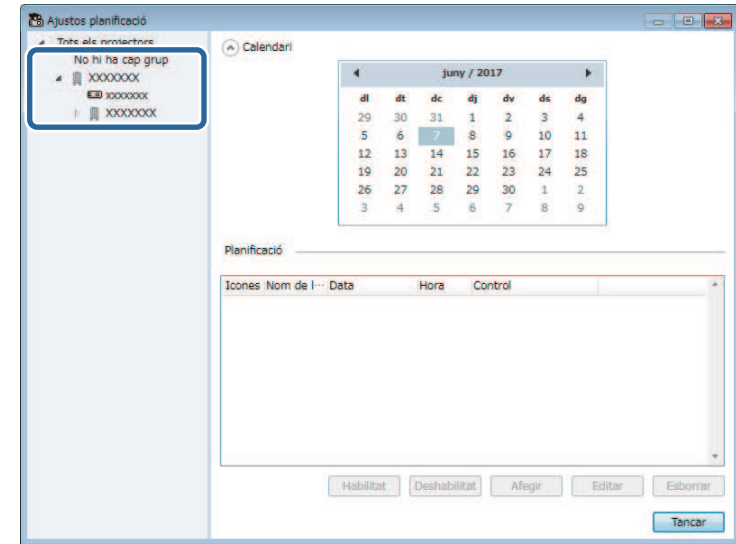 Ajustos planificació
Tots els projectors
No hi ha cap grup
XXXXXXX
XXXXXXX
XXXXXXX
Calendari
juny / 2017
dl dt dc dj dv ds dg
29 30 31 1 2 3 4
5 6 7 8 9 10 11
12 13 14 15 16 17 18
19 20 21 22 23 24 25
26 27 28 29 30 1 2
3 4 5 6 7 8 9
Planificació
Icones Nom de l··· Data Hora Control
Habilitat Deshabilitat Afegir Editar Esborrar
Tancar